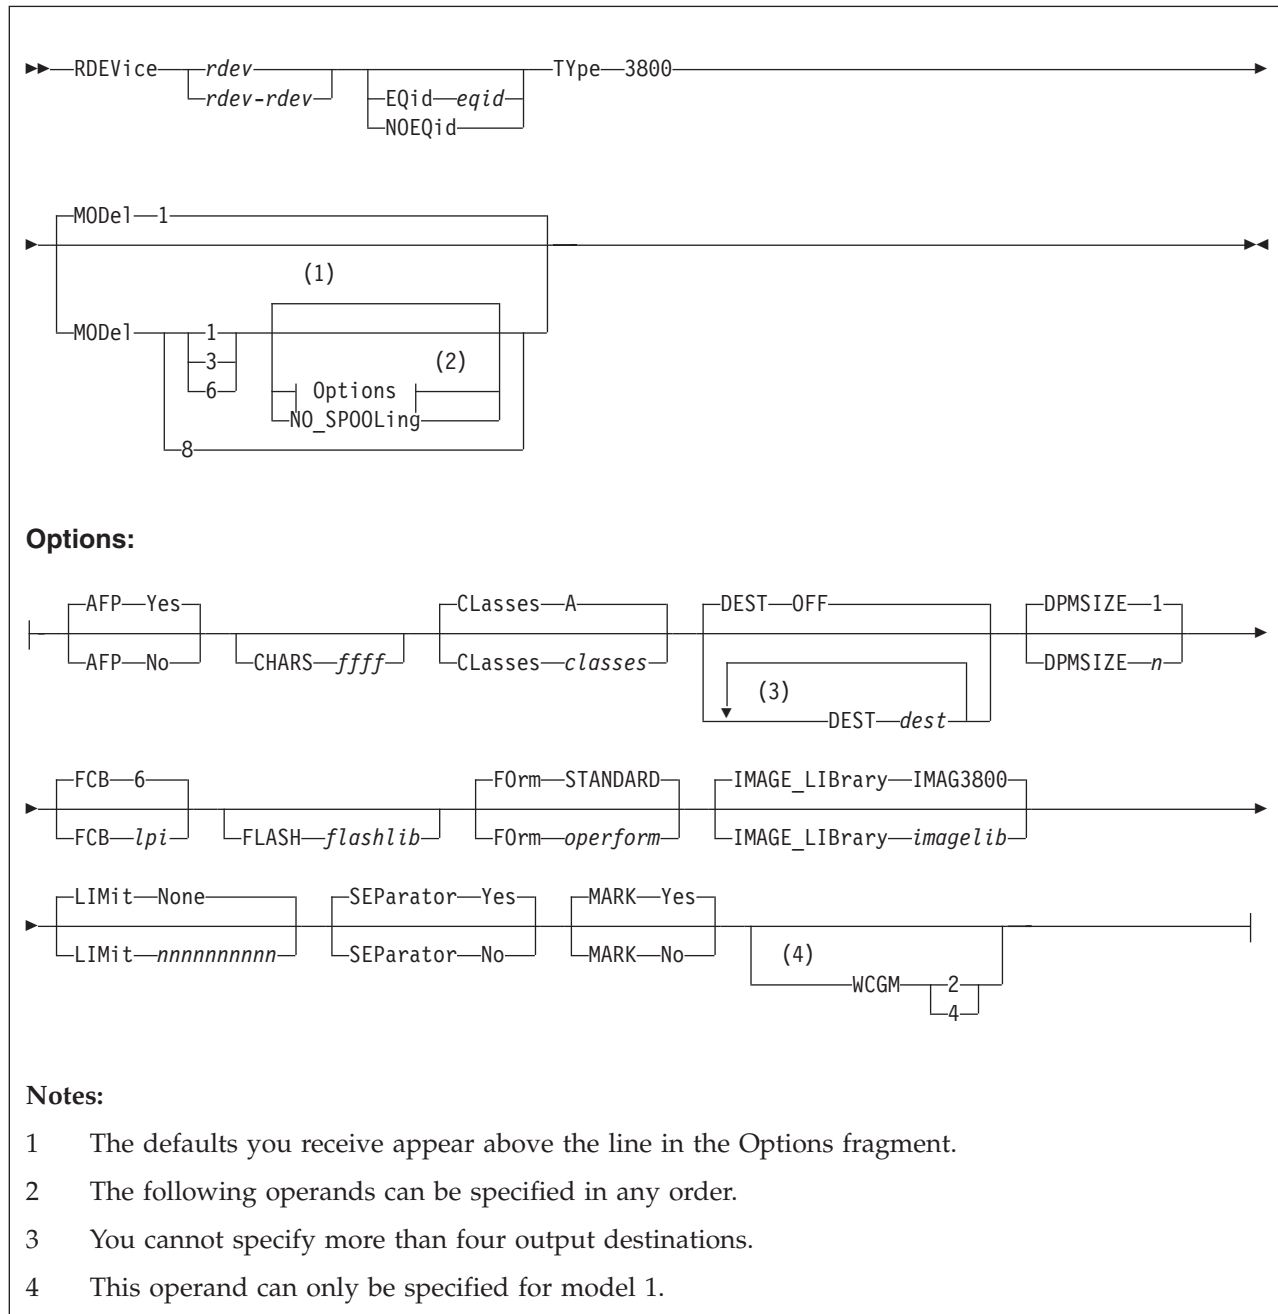 RDEVice rdev TYpe 3800
rdev-rdev EQid eqid
NOEQid
MODel 1
(1)
MODel 1
3 (2)
6 Options
NO_SPOOLing
8
Options:
AFP Yes CLasses A DEST OFF DPMSIZE 1
AFP No CHARS ffff CLasses classes DPMSIZE n
(3)
DEST dest
FCB 6 FOrm STANDARD IMAGE_LIBrary IMAG3800
FCB lpi FLASH flashlib FOrm operform IMAGE_LIBrary imagelib
LIMit None SEParator Yes MARK Yes
LIMit nnnnnnnnnn SEParator No MARK No (4)
WCGM 2
4
Notes:
1 The defaults you receive appear above the line in the Options fragment.
2 The following operands can be specified in any order.
3 You cannot specify more than four output destinations.
4 This operand can only be specified for model 1.